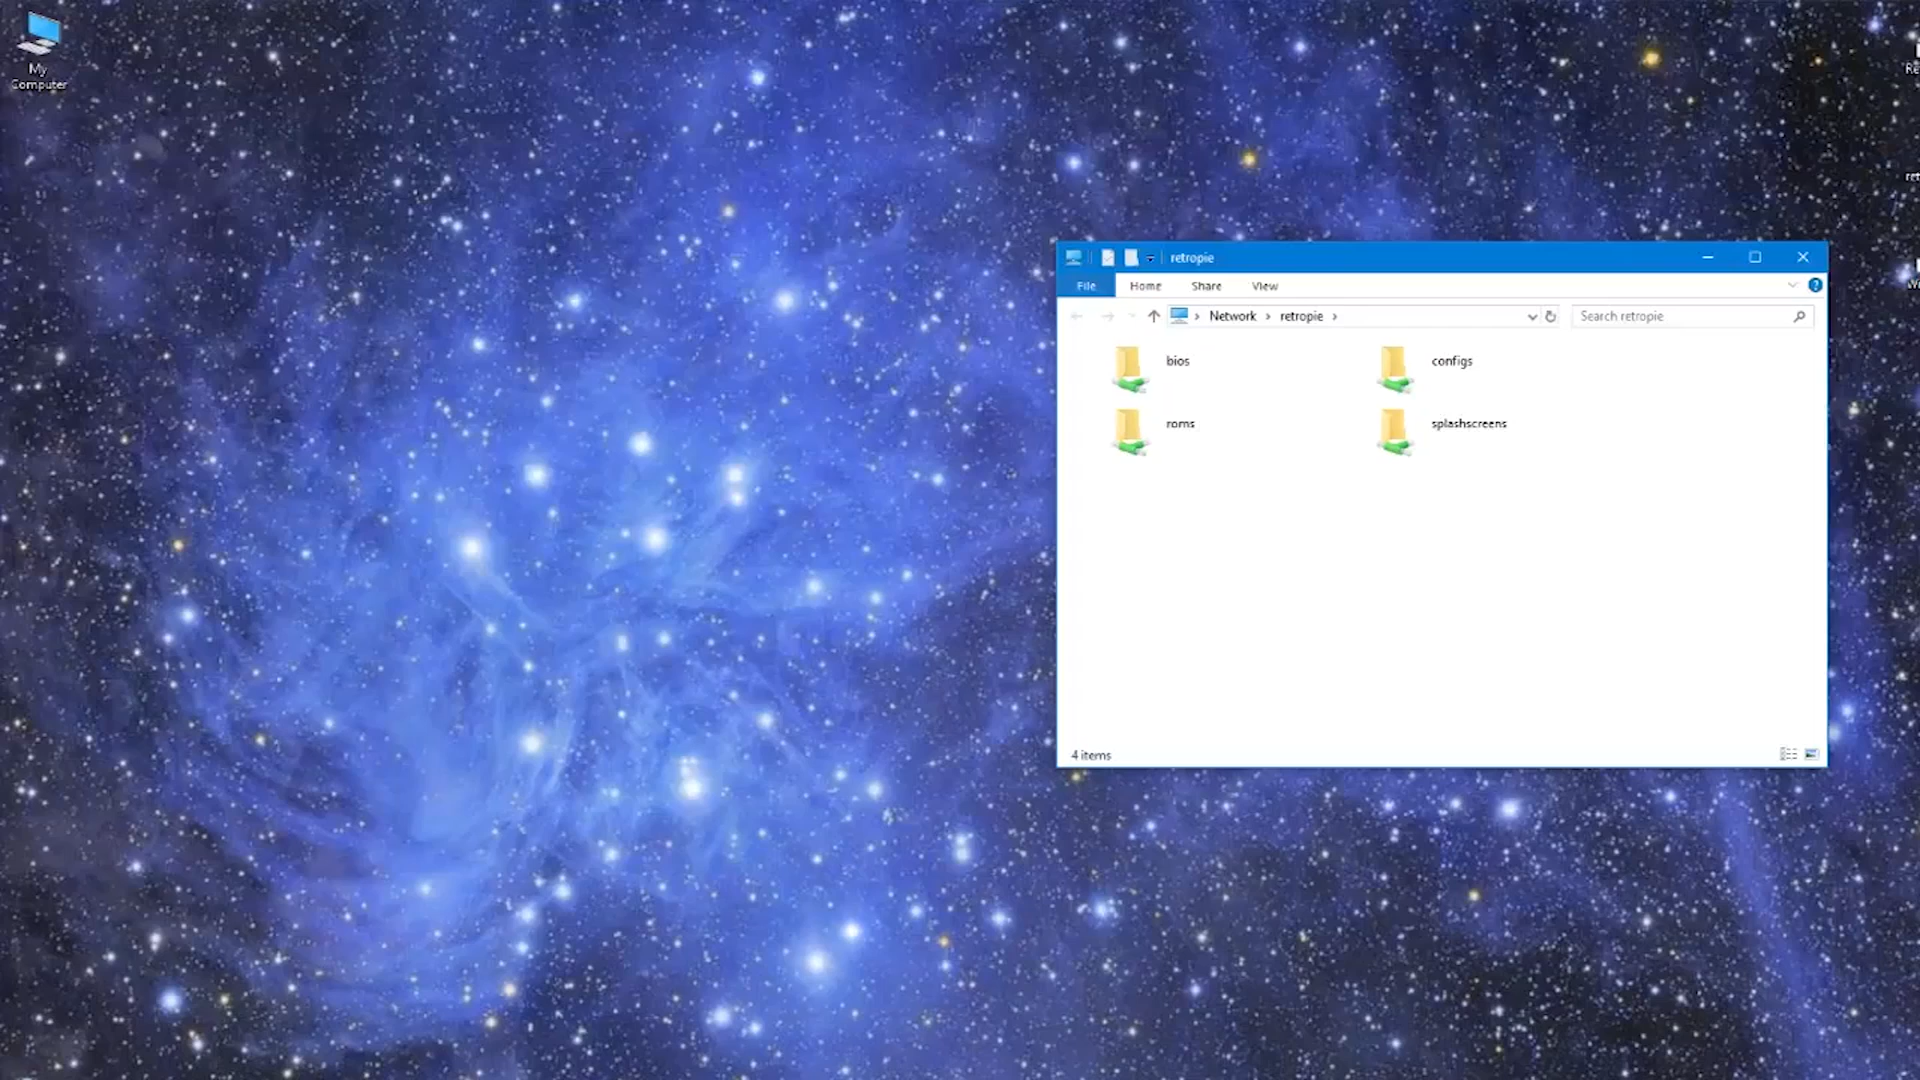 My
Computer
retropie
File Home Share View
Network retropie
Search retropie
bios configs
roms splashscreens
4 items